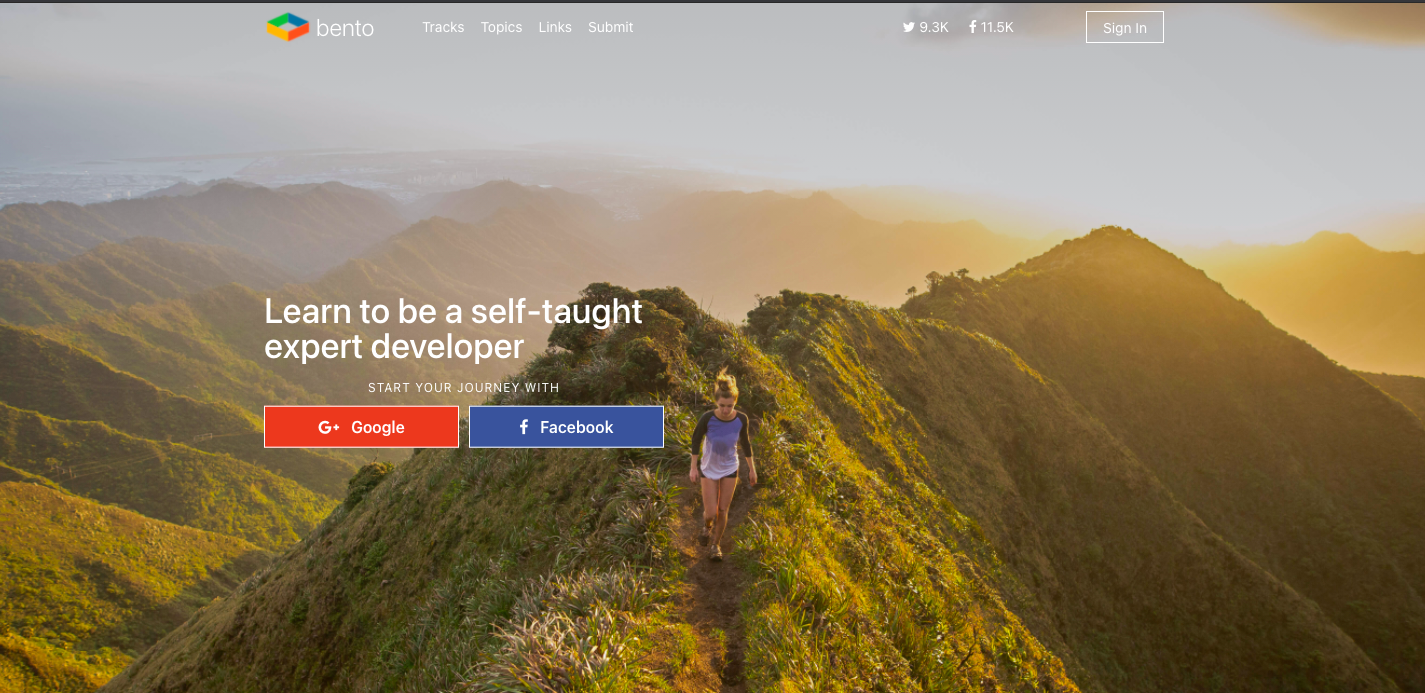 bento
Tracks Topics Links Submit
9.3K 11.5K
Sign In
Learn to be a self-taught
expert developer
START YOUR JOURNEY WITH
G+ Google
f Facebook